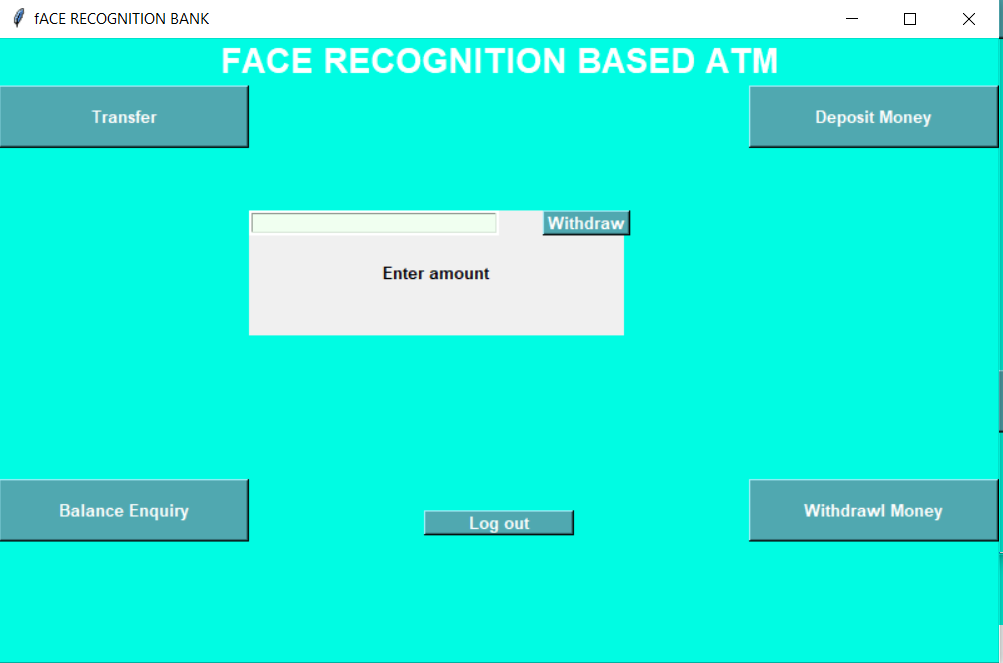 fACE RECOGNITION BANK
FACE RECOGNITION BASED ATM
Transfer
Deposit Money
Withdraw
Enter amount
Balance Enquiry
Log out
Withdrawl Money